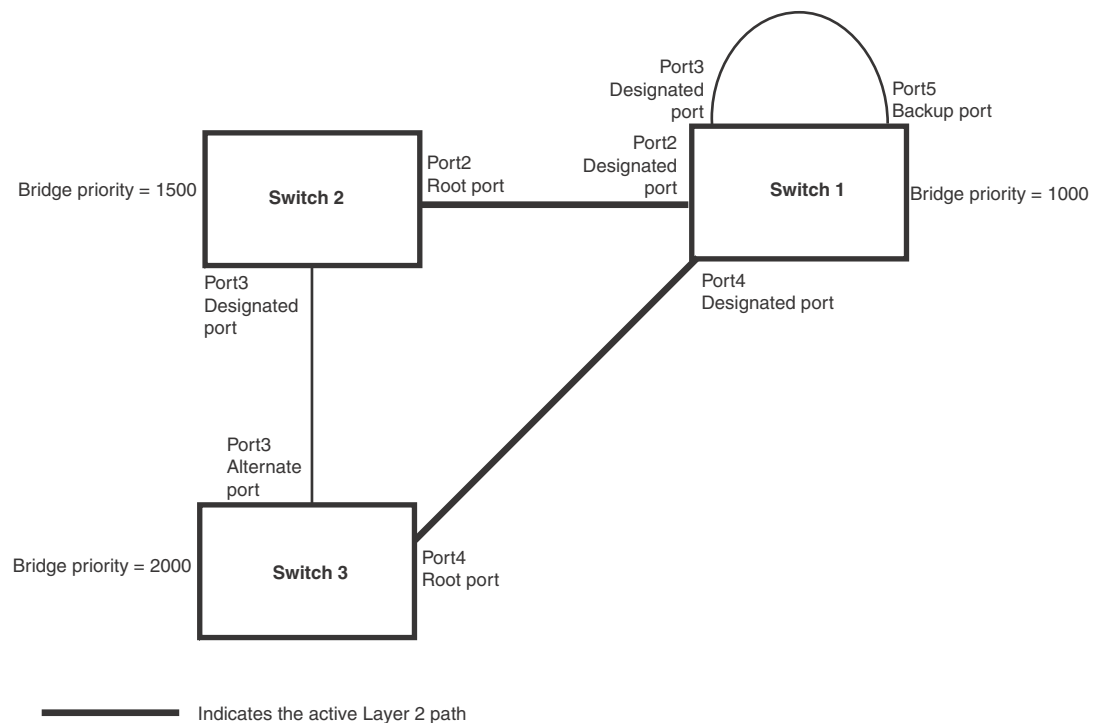 Port3
Designated
port
Port5
Backup port
Port2
Designated
port
Port2
Root port
Bridge priority = 1500
Switch 2
Switch 1
Bridge priority = 1000
Port3
Designated
port
Port4
Designated port
Port3
Alternate
port
Bridge priority = 2000
Switch 3
Port4
Root port
Indicates the active Layer 2 path